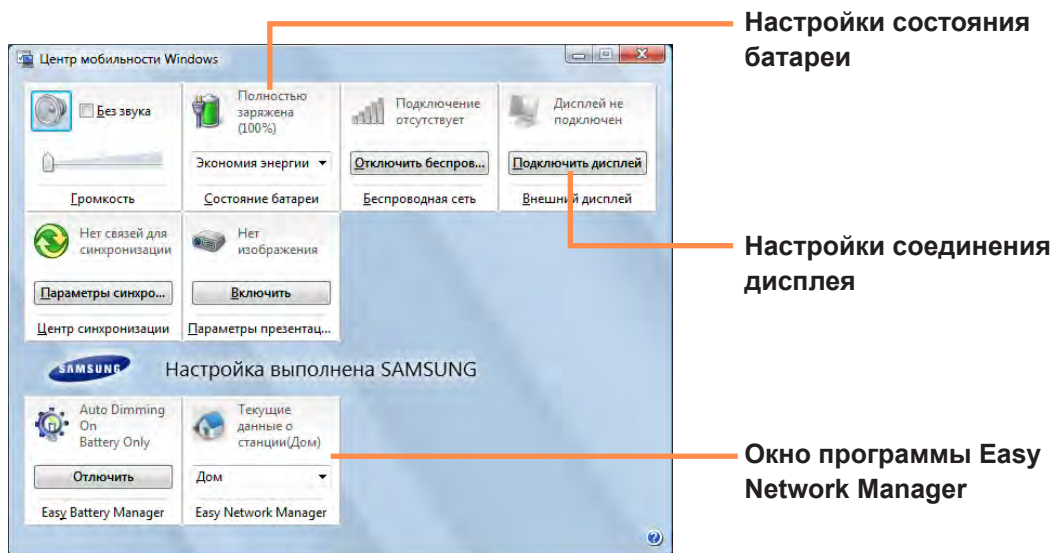 Настройки состояния
батареи
Центр мобильности Windows
Без звука
Громкость
Полностью
заряжена
(100%)
Экономия энергии
Состояние батареи
Подключение
отсутствует
Отключить беспров...
Беспроводная сеть
Дисплей не
подключен
Подключить дисплей
Внешний дисплей
Нет связей для
синхронизации
Параметры синхро...
Центр синхронизации
Нет
изображения
Включить
Параметры презентац...
Настройки соединения
дисплея
SAMSUNG
Настройка выполнена SAMSUNG
Auto Dimming
On
Battery Only
Отлючить
Easy Battery Manager
Текущие
данные о
станции(Дом)
Дом
Easy Network Manager
Окно программы Easy
Network Manager
?